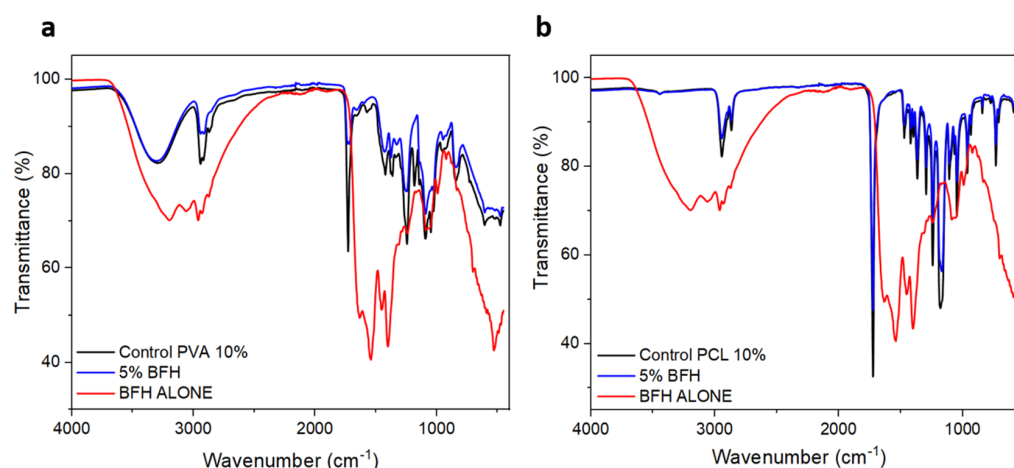 a
Transmittance (%)
100
80
60
40
Control PVA 10%
5% BFH
BFH ALONE
4000 3000 2000 1000
Wavenumber (cm⁻¹)
b
Transmittance (%)
100
80
60
40
Control PCL 10%
5% BFH
BFH ALONE
4000 3000 2000 1000
Wavenumber (cm⁻¹)